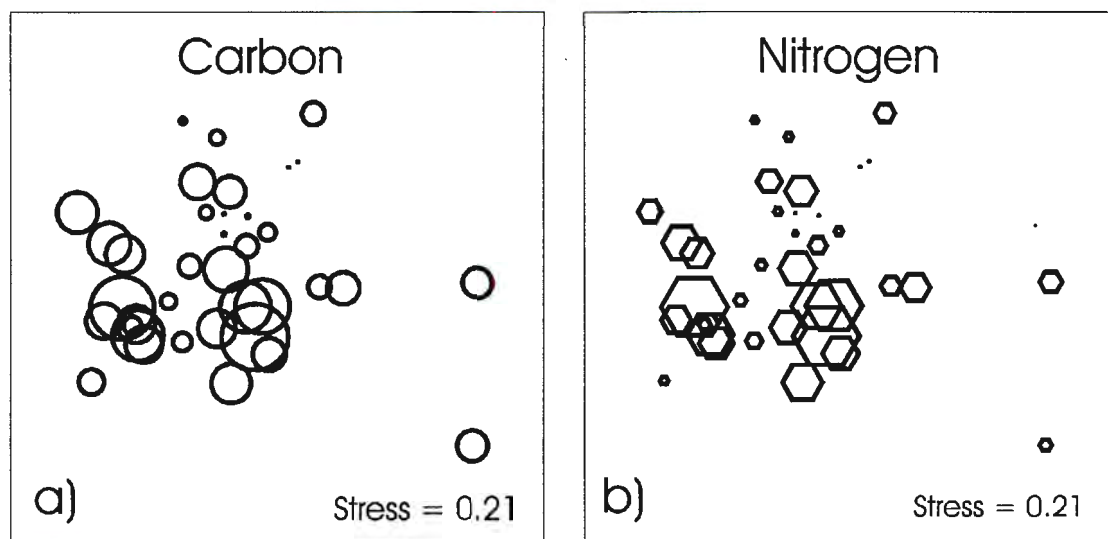 Carbon
a)
Stress = 0.21
Nitrogen
b)
Stress = 0.21